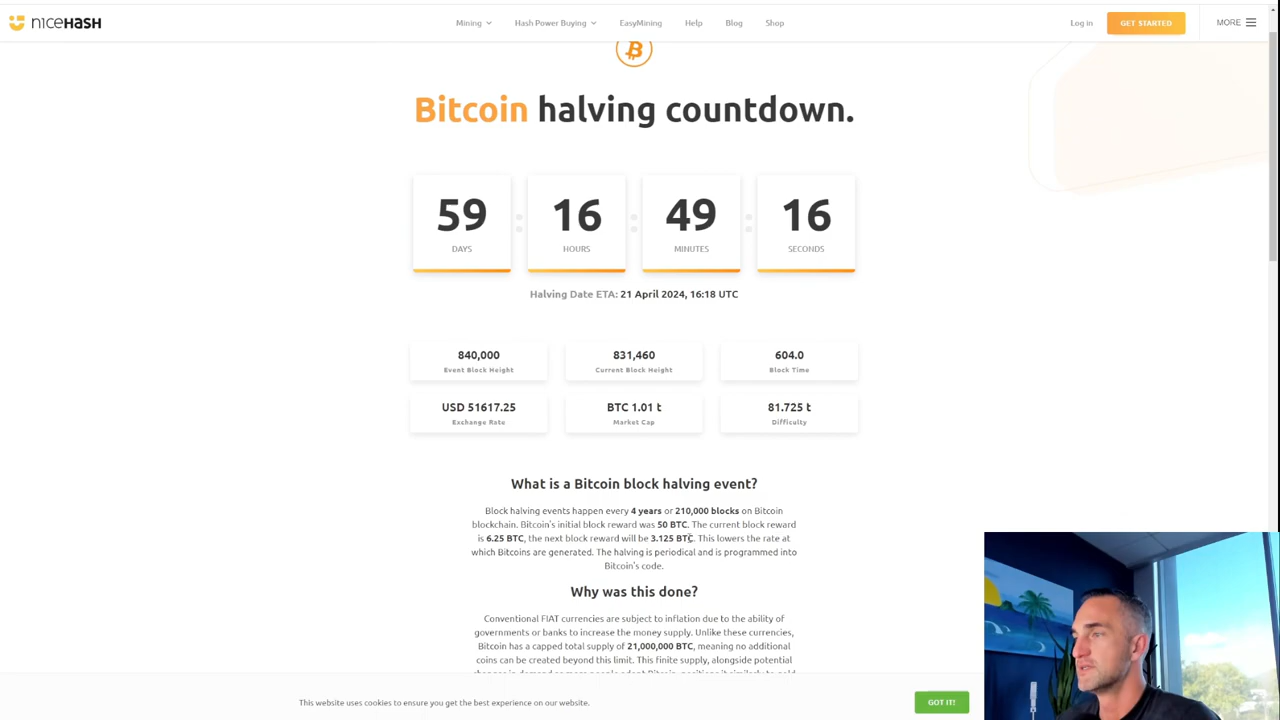 nICEHASH
Mining
Hash Power Buying
EasyMining
Help
Blog
Shop
Log in
GET STARTED
MORE
Bitcoin halving countdown.
59 : 16 : 49 : 16
DAYS HOURS MINUTES SECONDS
Halving Date ETA: 21 April 2024, 16:18 UTC
840,000
Event Block Height
831,460
Current Block Height
604.0
Block Time
USD 51617.25
Exchange Rate
BTC 1.01 t
Market Cap
81.725 t
Difficulty
What is a Bitcoin block halving event?
Block halving events happen every 4 years or 210,000 blocks on Bitcoin
blockchain. Bitcoin's initial block reward was 50 BTC. The current block reward
is 6.25 BTC, the next block reward will be 3.125 BTC. This lowers the rate at
which Bitcoins are generated. The halving is periodical and is programmed into
Bitcoin's code.
Why was this done?
Conventional FIAT currencies are subject to inflation due to the ability of
governments or banks to increase the money supply. Unlike these currencies,
Bitcoin has a capped total supply of 21,000,000 BTC, meaning no additional
coins can be created beyond this limit. This finite supply, alongside potential
This website uses cookies to ensure you get the best experience on our website.
GOT IT!